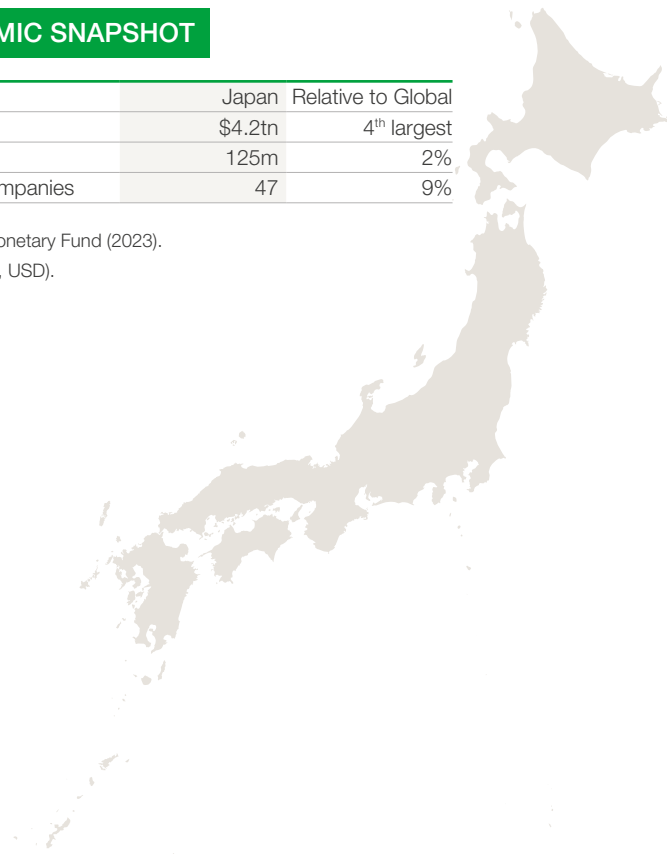 MIC SNAPSHOT
Japan Relative to Global
$4.2tn 4th largest
125m 2%
mpanies 47 9%
onetary Fund (2023).
, USD).